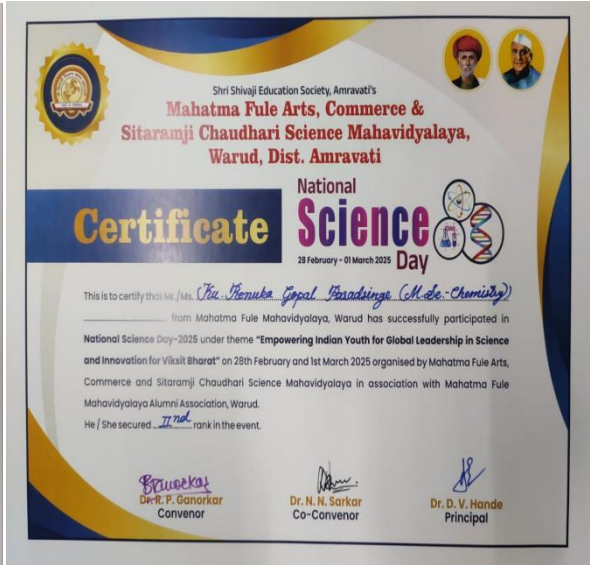 Shri Shivaji Education Society, Amravati's
Mahatma Fule Arts, Commerce &
Sitaramji Chaudhari Science Mahavidyalaya,
Warud, Dist. Amravati
Certificate
National
Science
28 February - 01 March 2025 Day
This is to certify that Mr./Ms. Ku. Renuka Gopal Paradsinge (M.Sc.-Chemistry)
from Mahatma Fule Mahavidyalaya, Warud has successfully participated in
National Science Day-2025 under theme "Empowering Indian Youth for Global Leadership in Science
and Innovation for Viksit Bharat" on 28th February and 1st March 2025 organised by Mahatma Fule Arts,
Commerce and Sitaramji Chaudhari Science Mahavidyalaya in association with Mahatma Fule
Mahavidyalaya Alumni Association, Warud.
He / She secured IInd rank in the event.
Dr. R. P. Ganorkar
Convenor
Dr. N. N. Sarkar
Co-Convenor
Dr. D. V. Hande
Principal